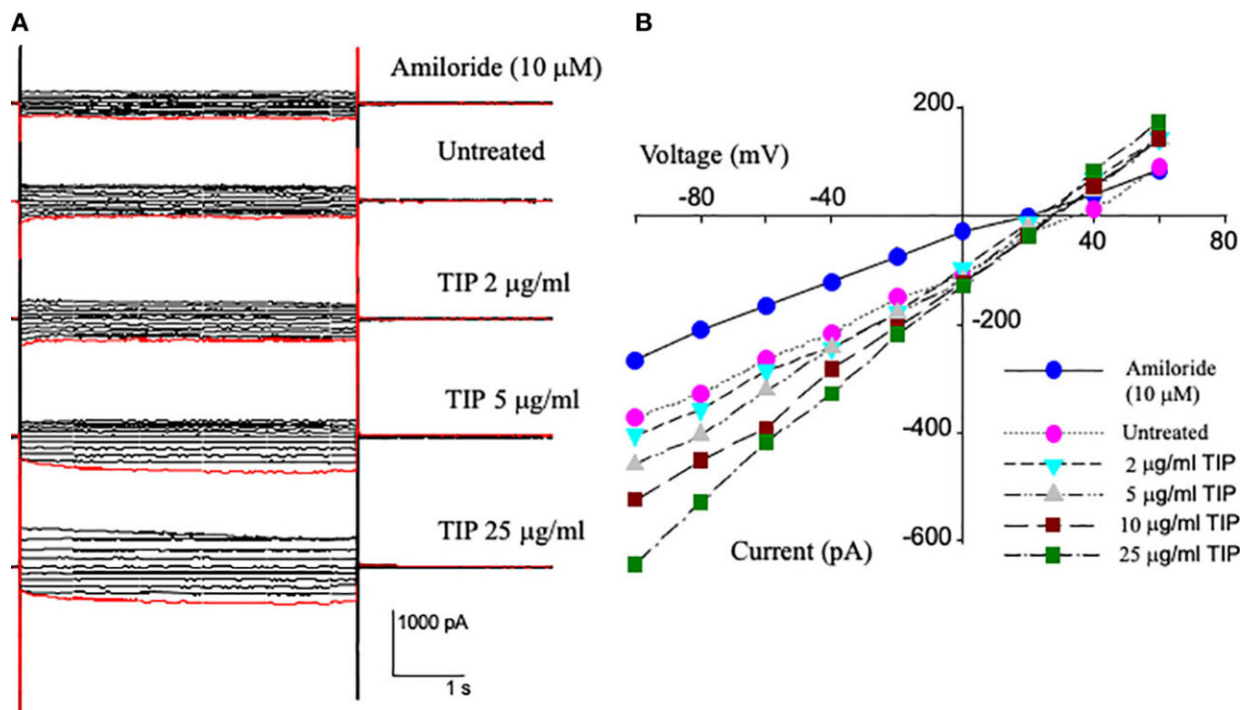 A
Amiloride (10 μM)
Untreated
TIP 2 μg/ml
TIP 5 μg/ml
TIP 25 μg/ml
1000 pA
1 s
B
200
Voltage (mV)
-80
-40
40
80
-200
-400
-600
Current (pA)
Amiloride
(10 μM)
Untreated
2 μg/ml TIP
5 μg/ml TIP
10 μg/ml TIP
25 μg/ml TIP